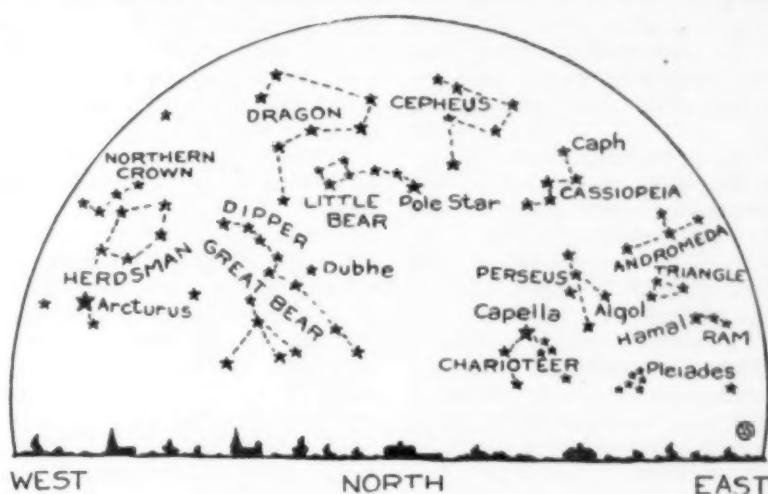 DRAGON
CEPHEUS
Caph
NORTHERN
CROWN
CASSIOPEIA
LITTLE
BEAR
Pole Star
DIPPER
GREAT BEAR
HERDSMAN
Dubhe
ANDROMEDA
PERSEUS
TRIANGLE
Arcturus
Algol
Capella
Hamal
RAM
CHARIOTEER
Pleiades
WEST
NORTH
EAST